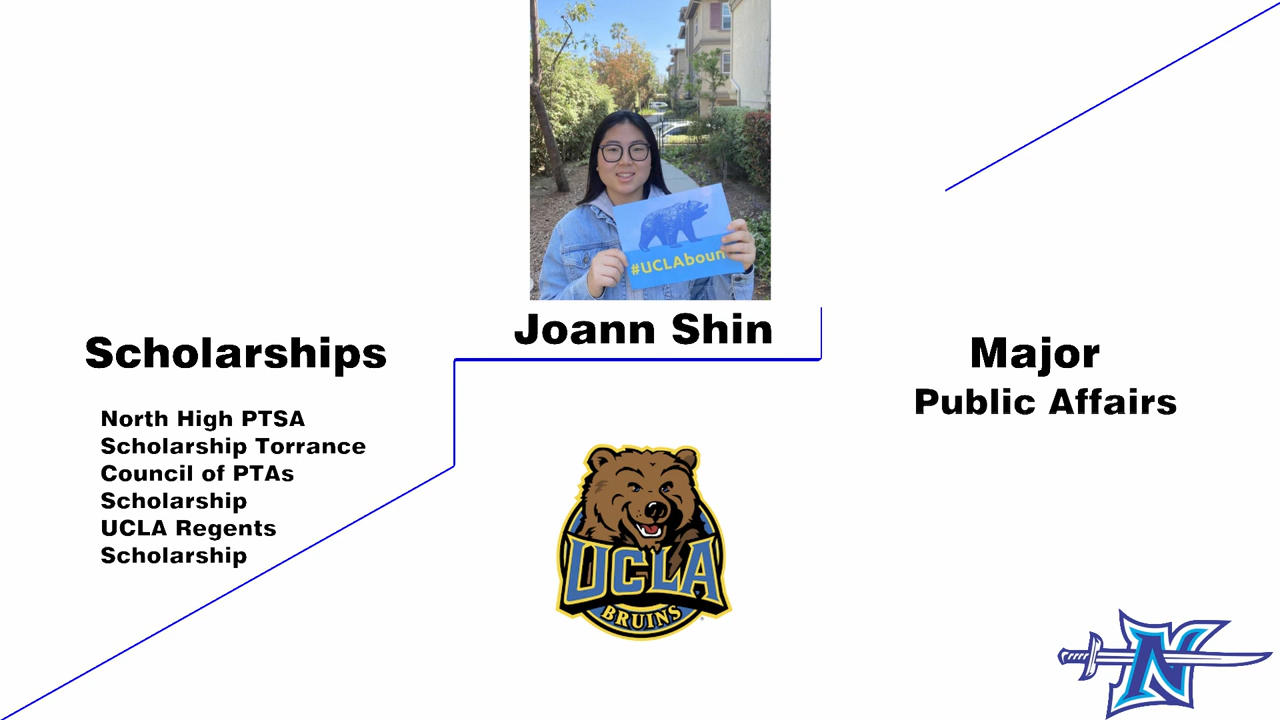 #UCLAboun
Joann Shin
Scholarships
North High PTSA
Scholarship Torrance
Council of PTAs
Scholarship
UCLA Regents
Scholarship
Major
Public Affairs
UCLA
BRUINS
N